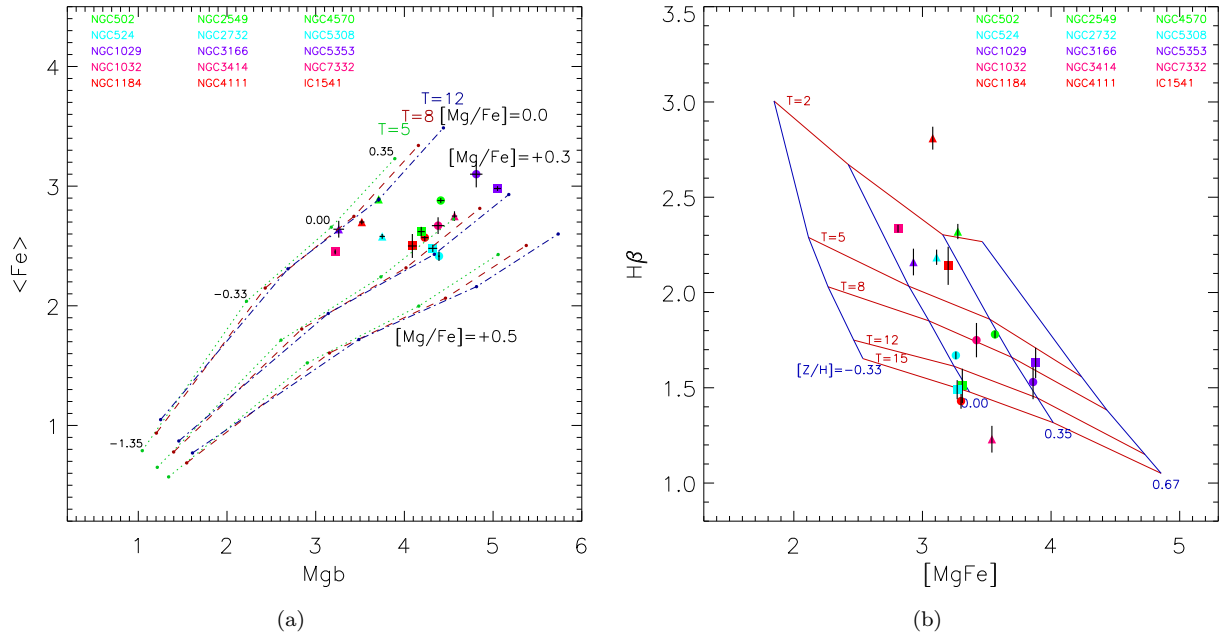 NGC502 NGC2549 NGC4570
NGC524 NGC2732 NGC5308
NGC1029 NGC3166 NGC5353
NGC1032 NGC3414 NGC7332
NGC1184 NGC4111 IC1541
T=12
T=8 [Mg/Fe]=0.0
T=5
0.35
[Mg/Fe]=+0.3
0.00
−0.33
[Mg/Fe]=+0.5
−1.35
4
3
2
1
<Fe>
1 2 3 4 5 6
Mgb
(a)
NGC502 NGC2549 NGC4570
NGC524 NGC2732 NGC5308
NGC1029 NGC3166 NGC5353
NGC1032 NGC3414 NGC7332
NGC1184 NGC4111 IC1541
T=2
T=5
T=8
T=12
T=15
[Z/H]=−0.33
0.00
0.35
0.67
3.5
3.0
2.5
2.0
1.5
1.0
Hβ
2 3 4 5
[MgFe]
(b)